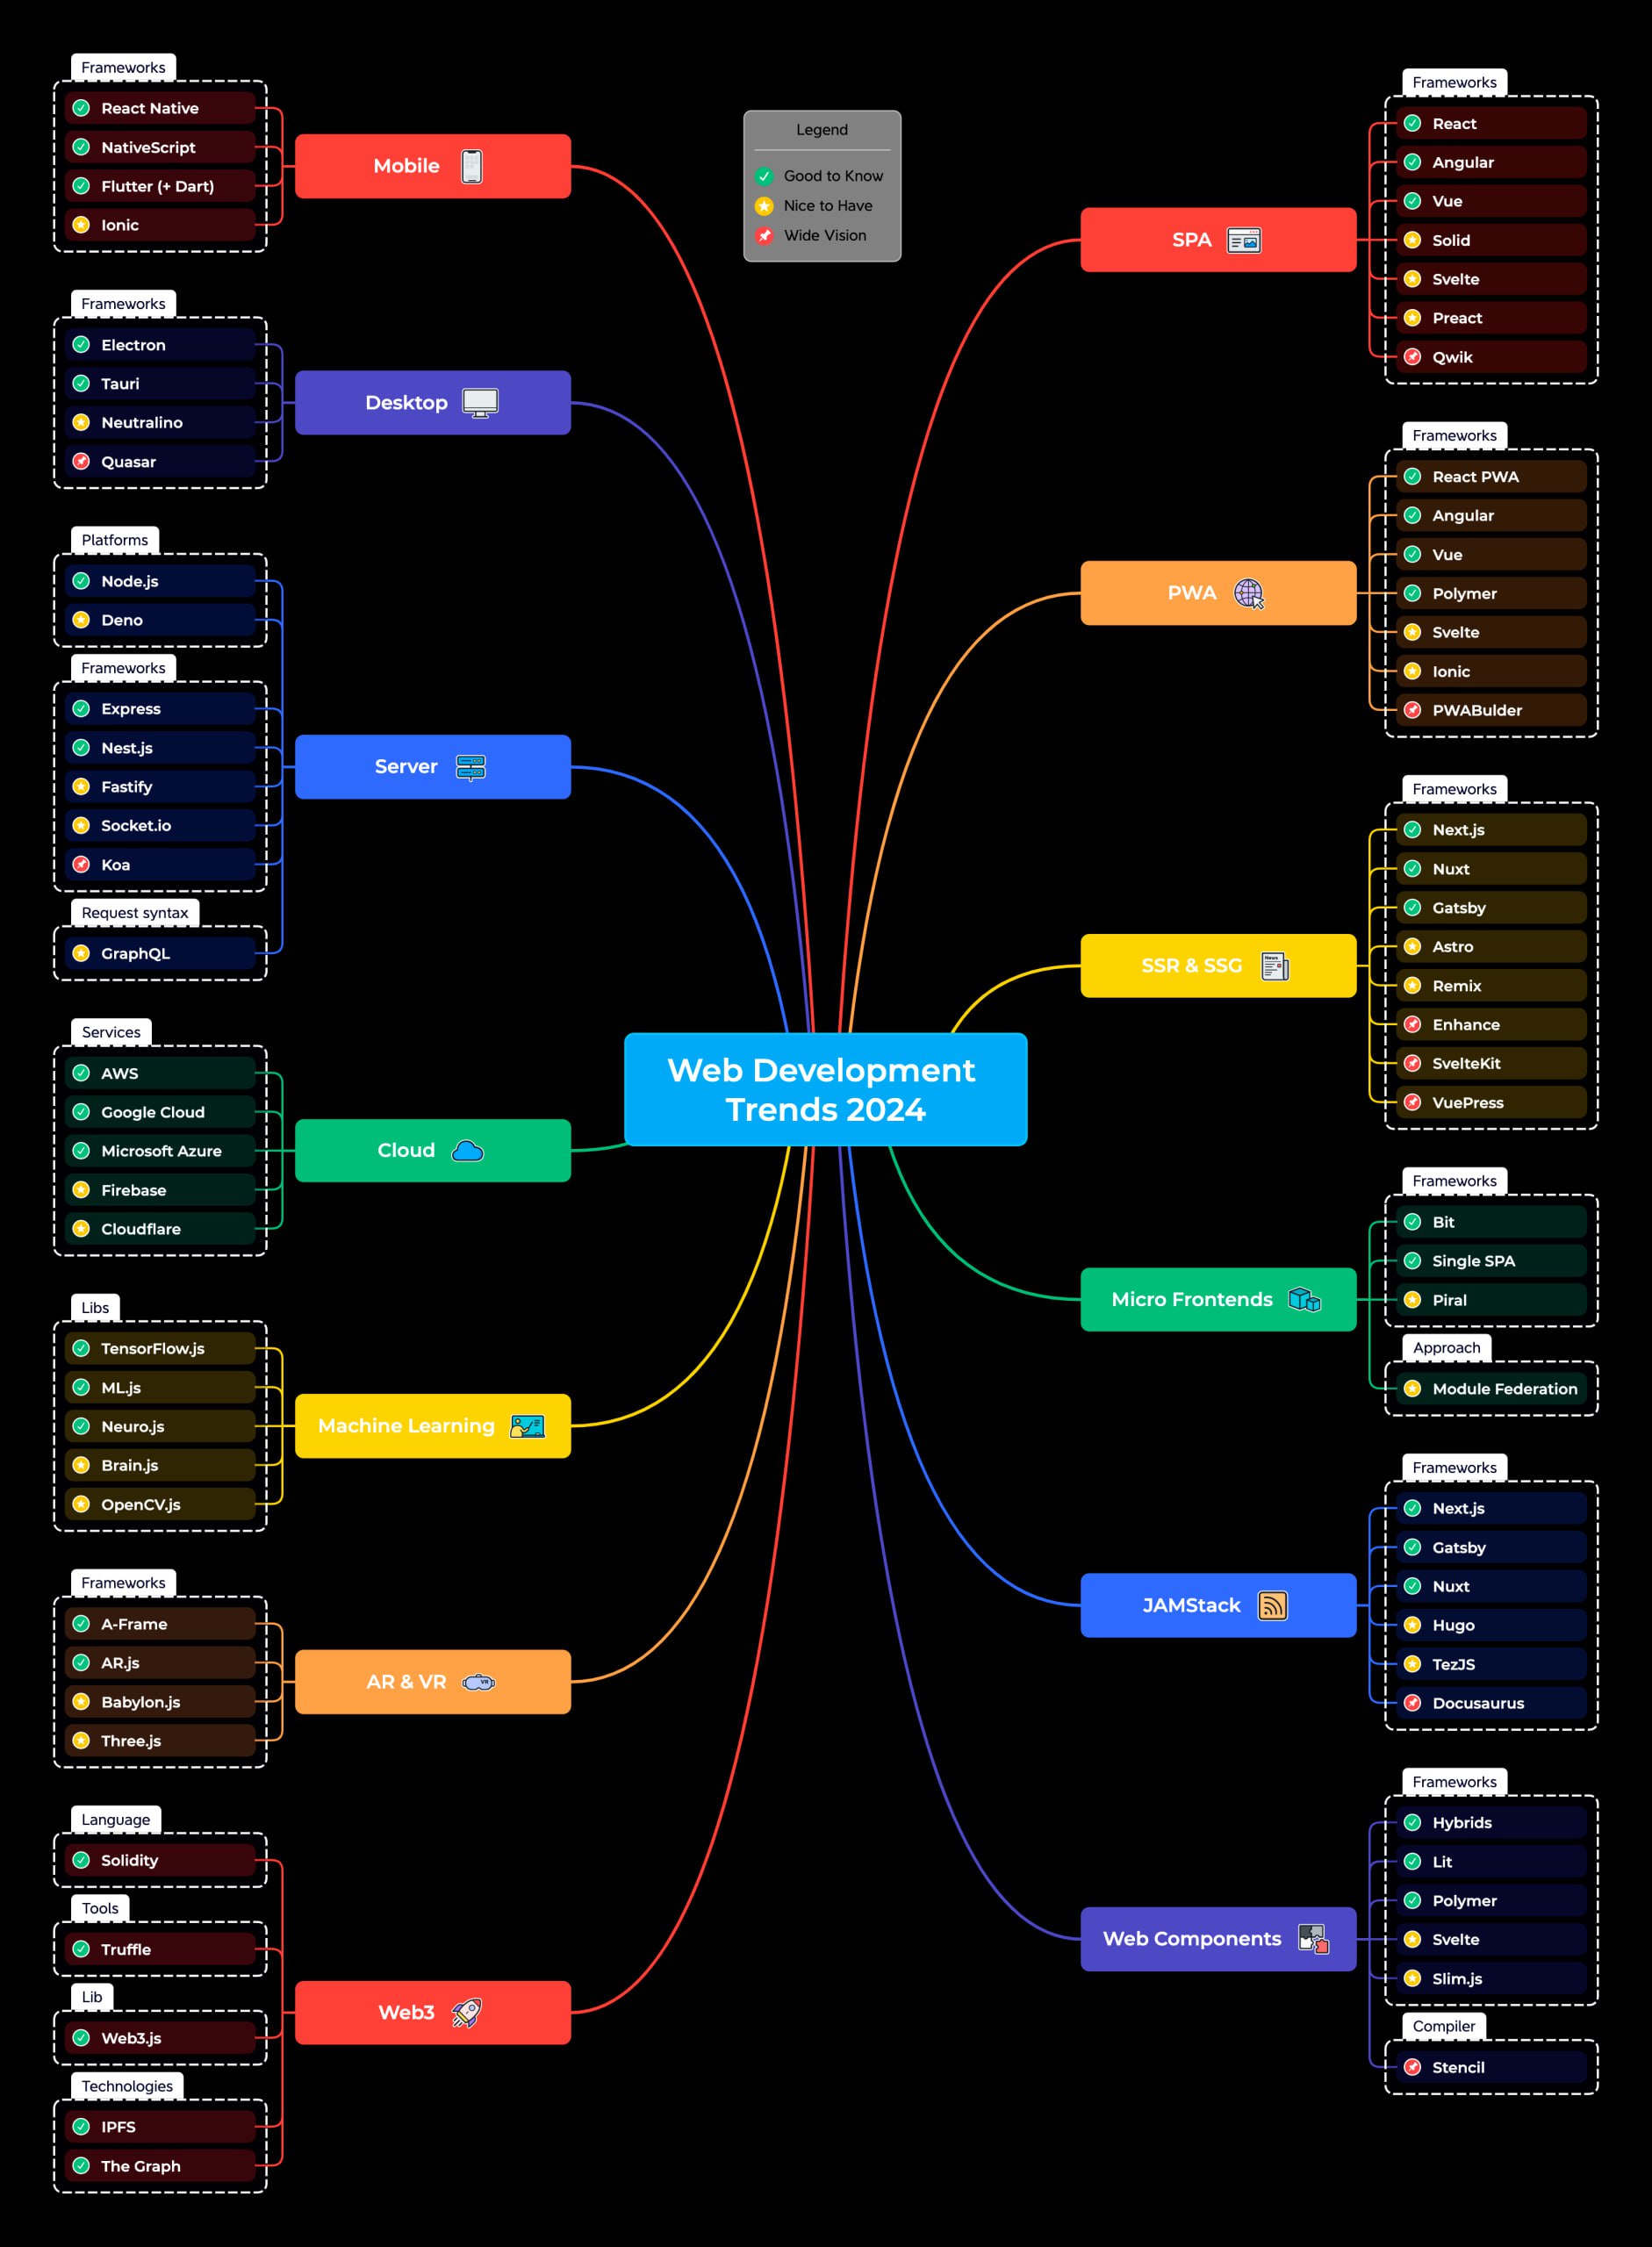 Legend
Good to Know
Nice to Have
Wide Vision
Web Development
Trends 2024
Mobile
Frameworks
React Native
NativeScript
Flutter (+ Dart)
Ionic
Desktop
Frameworks
Electron
Tauri
Neutralino
Quasar
Server
Platforms
Node.js
Deno
Frameworks
Express
Nest.js
Fastify
Socket.io
Koa
Request syntax
GraphQL
Cloud
Services
AWS
Google Cloud
Microsoft Azure
Firebase
Cloudflare
Machine Learning
Libs
TensorFlow.js
ML.js
Neuro.js
Brain.js
OpenCV.js
AR & VR
VR
Frameworks
A-Frame
AR.js
Babylon.js
Three.js
Web3
Language
Solidity
Tools
Truffle
Lib
Web3.js
Technologies
IPFS
The Graph
SPA
Frameworks
React
Angular
Vue
Solid
Svelte
Preact
Qwik
PWA
Frameworks
React PWA
Angular
Vue
Polymer
Svelte
Ionic
PWABulder
SSR & SSG
News
Frameworks
Next.js
Nuxt
Gatsby
Astro
Remix
Enhance
SvelteKit
VuePress
Micro Frontends
Frameworks
Bit
Single SPA
Piral
Approach
Module Federation
JAMStack
Frameworks
Next.js
Gatsby
Nuxt
Hugo
TezJS
Docusaurus
Web Components
Frameworks
Hybrids
Lit
Polymer
Svelte
Slim.js
Compiler
Stencil